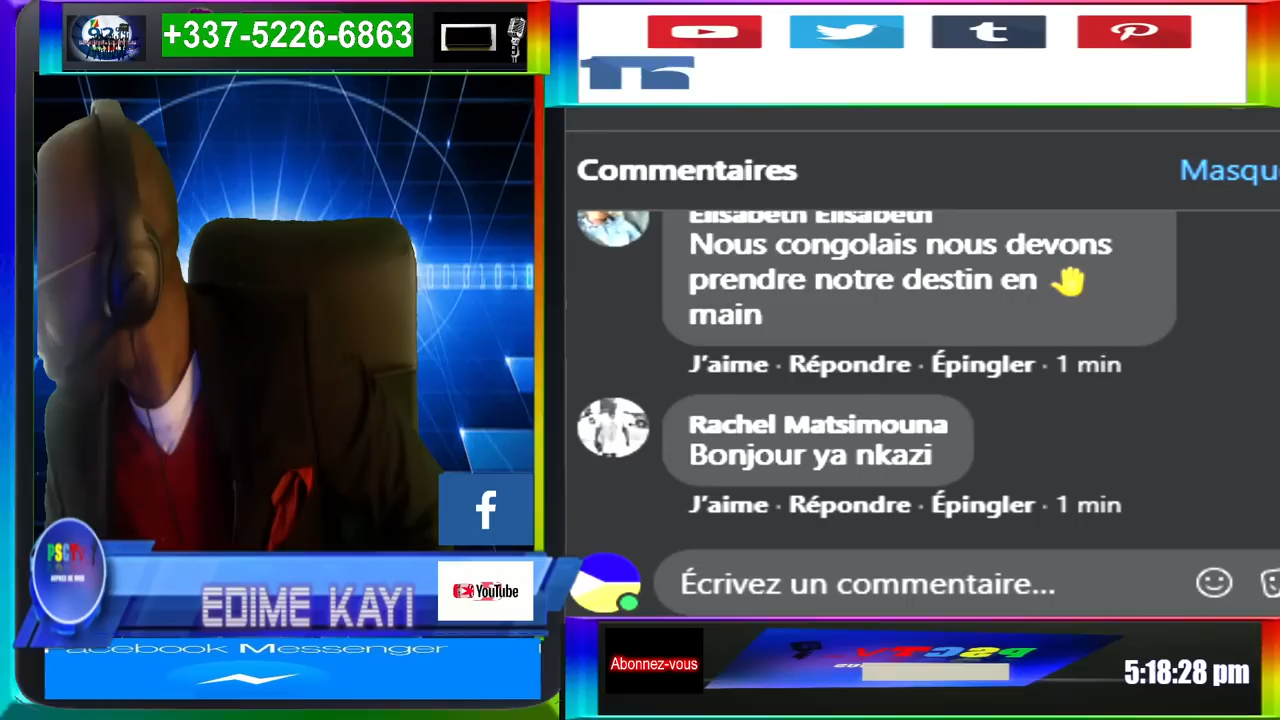 +337-5226-6863
Commentaires
Masqu
Elisabeth Elisabeth
Nous congolais nous devons
prendre notre destin en 🤚
main
J'aime · Répondre · Épingler · 1 min
Rachel Matsimouna
Bonjour ya nkazi
J'aime · Répondre · Épingler · 1 min
Écrivez un commentaire...
PSCTV
EDIME KAYI
YouTube
Facebook Messenger
Abonnez-vous
5:18:28 pm